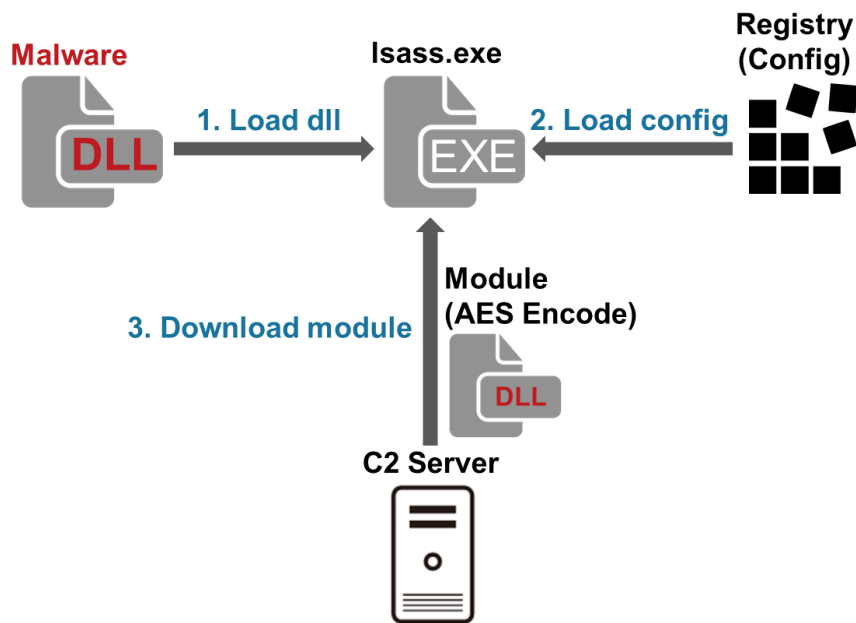 Malware
DLL
1. Load dll
lsass.exe
EXE
2. Load config
Registry
(Config)
3. Download module
Module
(AES Encode)
DLL
C2 Server